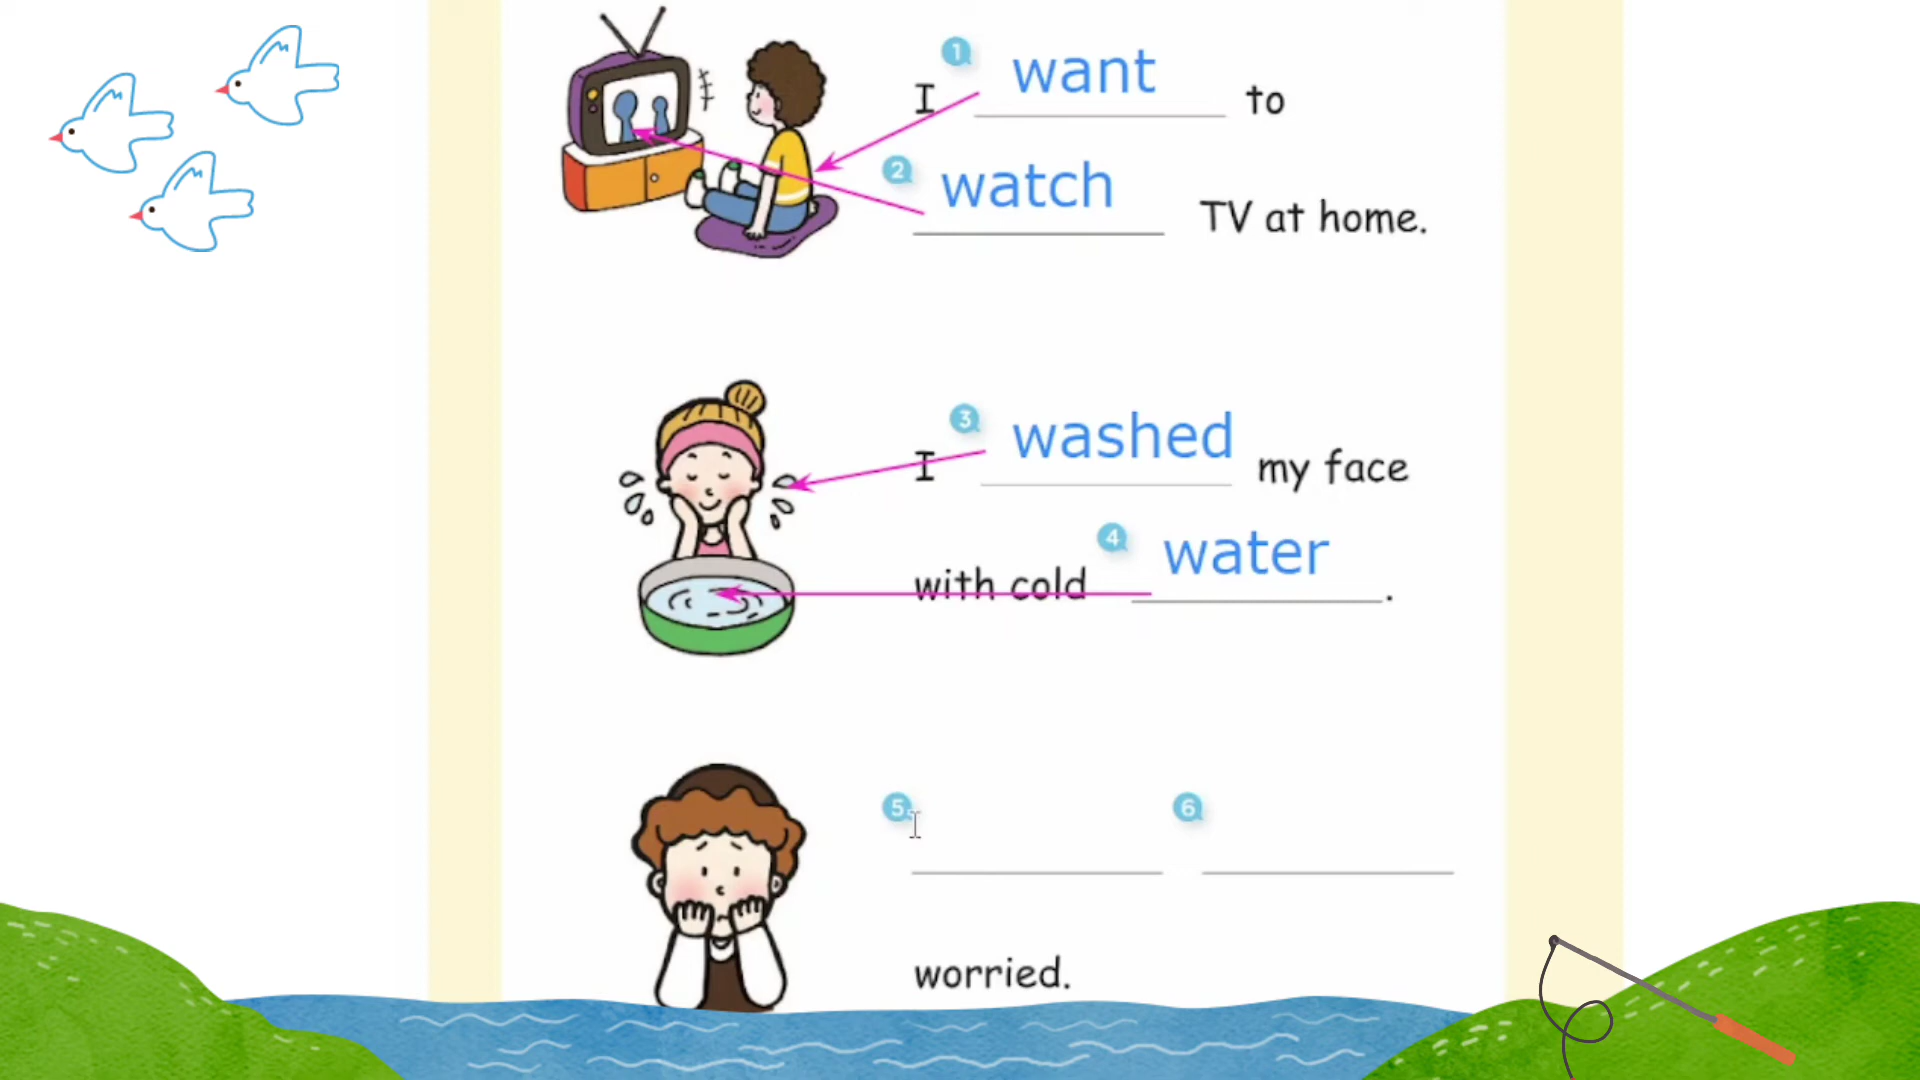 I 1 want to
2 watch TV at home.
I 3 washed my face
with cold 4 water .
5 6
worried.